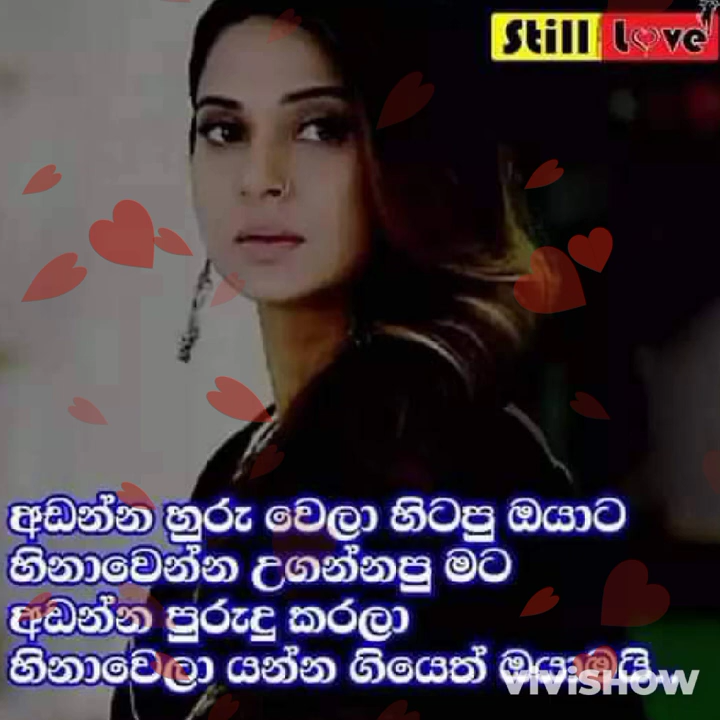 Still Love
අඩන්න හුරු වෙලා හිටපු ඔයාට
හිනාවෙන්න උගන්නපු මට
අඩන්න පුරුදු කරලා
හිනාවෙලා යන්න ගියෙත් ඔයාමයි...
ViViSHOW